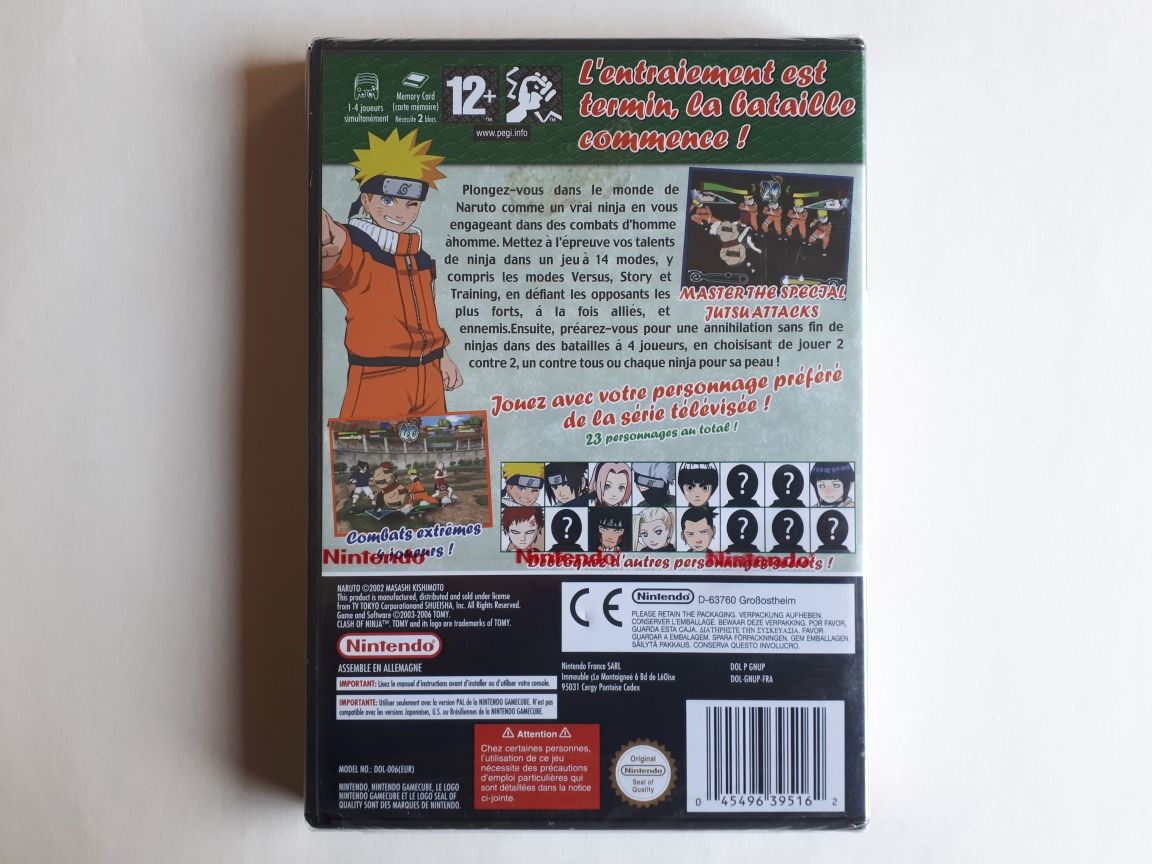 1-4 joueurs
simultanément
Memory Card
(carte mémoire)
Nécessite 2 blocs
12+
www.pegi.info
L'entraiement est
termin, la bataille
commence !
Plongez-vous dans le monde de
Naruto comme un vrai ninja en vous
engageant dans des combats d'homme
àhomme. Mettez à l'épreuve vos talents
de ninja dans un jeu à 14 modes, y
compris les modes Versus, Story et
Training, en défiant les opposants les
plus forts, á la fois alliés, et
ennemis.Ensuite, préarez-vous pour une annihilation sans fin de
ninjas dans des batailles á 4 joueurs, en choisisant de jouer 2
contre 2, un contre tous ou chaque ninja pour sa peau !
MASTER THE SPECIAL
JUTSU ATTACKS
Jouez avec votre personnage préféré
de la série télévisée !
23 personnages au total !
? ?
? ? ? ?
Combats extrêmes
4 joueurs !
Nintendo Nintendo Nintendo
Debloquez d'autres personnages secrets !
NARUTO ©2002 MASASHI KISHIMOTO
This product is manufactured, distributed and sold under license
from TV TOKYO Corporationand SHUEISHA, Inc. All Rights Reserved.
Game and Software ©2003-2006 TOMY.
CLASH OF NINJA™. TOMY and its logo are trademarks of TOMY.
Nintendo
ASSEMBLE EN ALLEMAGNE
IMPORTANT: Lisez le manuel d'instructions avant d'installer ou d'utiliser votre console.
IMPORTANTE: Utiliser seulement avec la version PAL de la NINTENDO GAMECUBE. N'est pas
compatible avec les versions Japonaises, U.S. ou Brésiliennes de la NINTENDO GAMECUBE.
CE
Nintendo D-63760 Großostheim
PLEASE RETAIN THE PACKAGING. VERPACKUNG AUFHEBEN.
CONSERVER L'EMBALLAGE. BEWAAR DEZE VERPAKKING. POR FAVOR,
GUARDA ESTA CAJA. ΔΙΑΤΗΡΗΣΤΕ ΤΗΝ ΣΥΣΚΕΥΑΣΙΑ. FAVOR
GUARDAR A EMBALAGEM. SPARA FÖRPACKNINGEN. GEM EMBALLAGEN.
SÄILYTÄ PAKKAUS. CONSERVA QUESTO INVOLUCRO.
Nintendo France SARL
Immeuble ¿Le Montaigne¿ 6 Bd de L¢Oise
95031 Cergy Pontoise Cedex
DOL P GNUP
DOL-GNUP-FRA
Attention
Chez certaines personnes,
l'utilisation de ce jeu
nécessite des précautions
d'emploi particulières qui
sont détaillées dans la notice
ci-jointe.
MODEL NO.: DOL-006(EUR)
NINTENDO, NINTENDO GAMECUBE, LE LOGO
NINTENDO GAMECUBE ET LE LOGO SEAL OF
QUALITY SONT DES MARQUES DE NINTENDO.
Original
Nintendo
Seal of
Quality
0 45496 39516 2